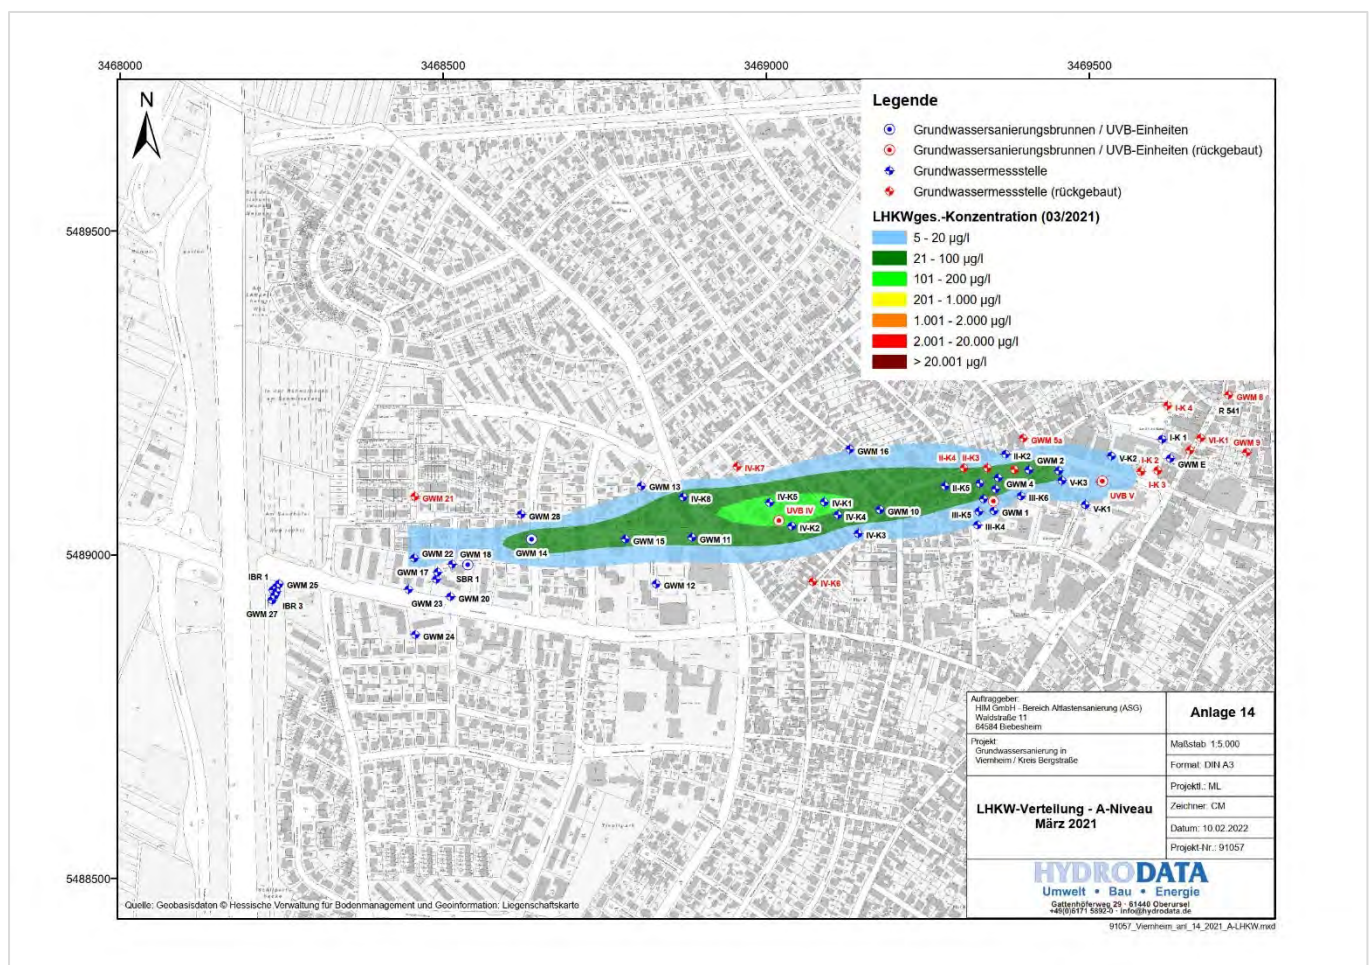 3468000
3468500
3469000
3469500
N
5489500
5489000
5488500
Legende
Grundwassersanierungsbrunnen / UVB-Einheiten
Grundwassersanierungsbrunnen / UVB-Einheiten (rückgebaut)
Grundwassermessstelle
Grundwassermessstelle (rückgebaut)
LHKWges.-Konzentration (03/2021)
5 - 20 µg/l
21 - 100 µg/l
101 - 200 µg/l
201 - 1.000 µg/l
1.001 - 2.000 µg/l
2.001 - 20.000 µg/l
> 20.001 µg/l
GWM 8
I-K 4
R 541
GWM 5a
I-K 1
VI-K1
GWM 9
GWM 16
II-K4
II-K3
II-K2
GWM 2
V-K2
I-K 2
GWM E
IV-K7
I-K 3
GWM 13
II-K5
GWM 4
V-K3
UVB V
GWM 21
IV-K8
IV-K5
IV-K1
III-K6
V-K1
GWM 28
UVB IV
IV-K4
GWM 10
III-K5
GWM 1
IV-K2
III-K4
GWM 15
GWM 11
IV-K3
GWM 14
GWM 22
GWM 18
GWM 17
SBR 1
IBR 1
GWM 25
GWM 12
IV-K6
GWM 23
GWM 20
IBR 3
GWM 27
GWM 24
Auftraggeber:
HIM GmbH - Bereich Altlastensanierung (ASG)
Waldstraße 11
64584 Biebesheim
Anlage 14
Projekt:
Grundwassersanierung in
Viernheim / Kreis Bergstraße
Maßstab 1:5.000
Format: DIN A3
LHKW-Verteilung - A-Niveau
März 2021
Projektl.: ML
Zeichner: CM
Datum: 10.02.2022
Projekt-Nr.: 91057
HYDRODATA
Umwelt • Bau • Energie
Gattenhöferweg 29 · 61440 Oberursel
+49(0)6171 5892-0 · info@hydrodata.de
Quelle: Geobasisdaten © Hessische Verwaltung für Bodenmanagement und Geoinformation: Liegenschaftskarte
91057_Viernheim_anl_14_2021_A-LHKW.mxd